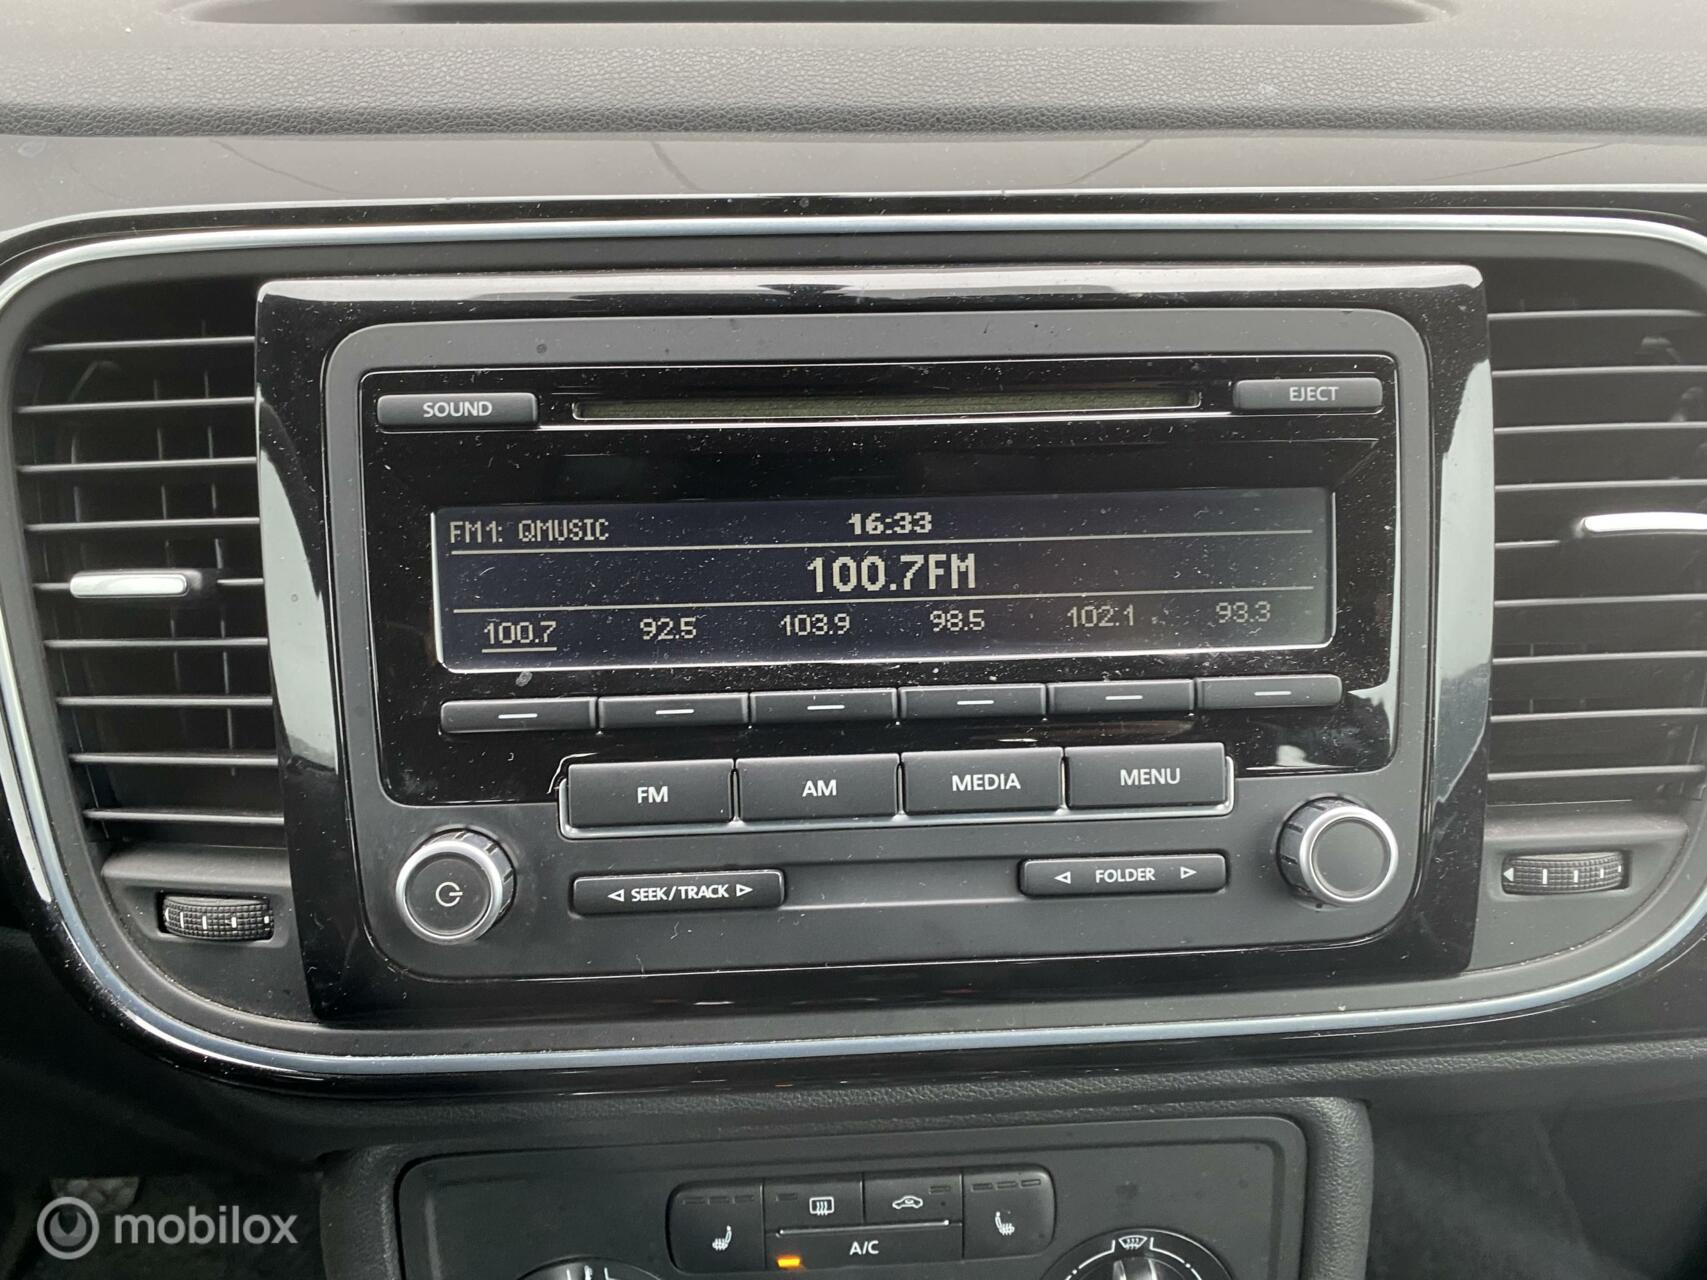 SOUND
EJECT
FM1: QMUSIC 16:33
100.7FM
100.7 92.5 103.9 98.5 102.1 93.3
FM AM MEDIA MENU
SEEK/TRACK
FOLDER
A/C
mobilox